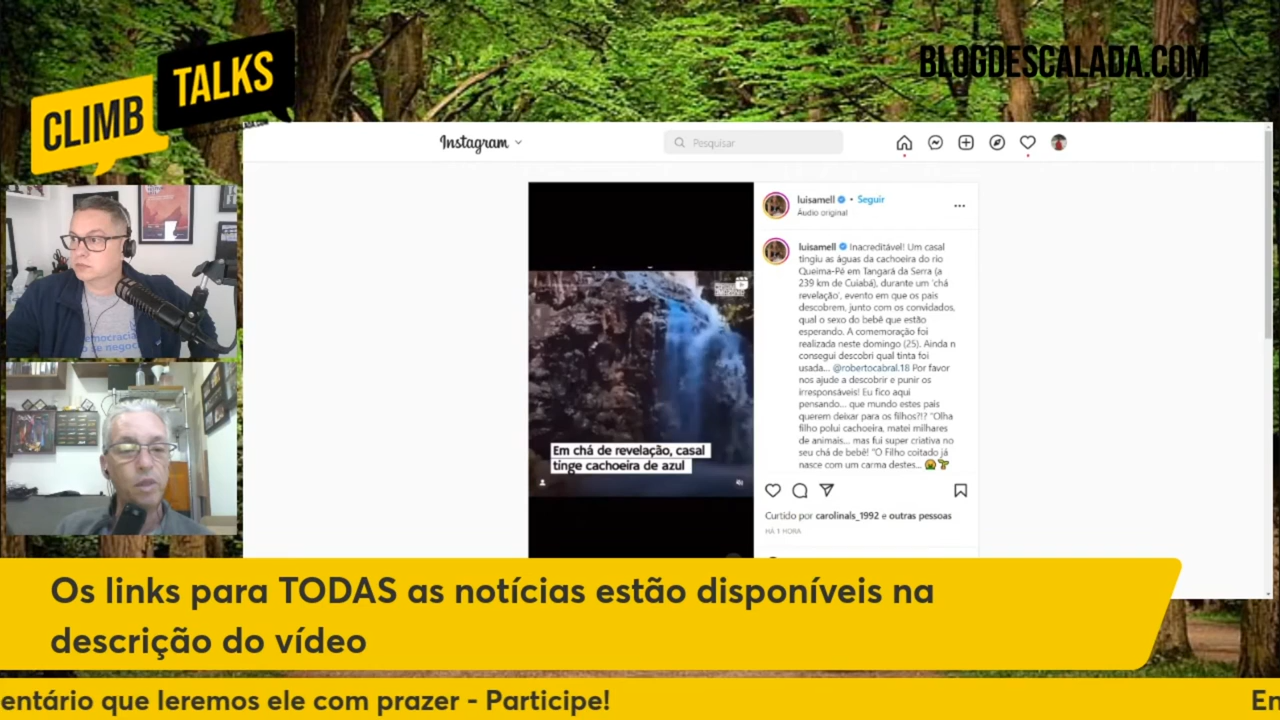 CLIMB
TALKS
BLOGDESCALADA.COM
Instagram
Pesquisar
luisamell • Seguir
Áudio original
luisamell Inacreditável! Um casal
tingiu as águas da cachoeira do rio
Queima-Pé em Tangará da Serra (a
239 km de Cuiabá), durante um 'chá
revelação', evento em que os pais
descobrem, junto com os convidados,
qual o sexo do bebê que estão
esperando. A comemoração foi
realizada neste domingo (25). Ainda n
consegui descobri qual tinta foi
usada... @robertocabral.18 Por favor
nos ajude a descobrir e punir os
irresponsáveis! Eu fico aqui
pensando... que mundo estes pais
querem deixar para os filhos?!? "Olha
filho polui cachoeira, matei milhares
de animais... mas fui super criativa no
seu chá de bebê! "O Filho coitado já
nasce com um carma destes...
Em chá de revelação, casal
tinge cachoeira de azul
Curtido por carolinals_1992 e outras pessoas
HÁ 1 HORA
Os links para TODAS as notícias estão disponíveis na
descrição do vídeo
entário que leremos ele com prazer - Participe!
En